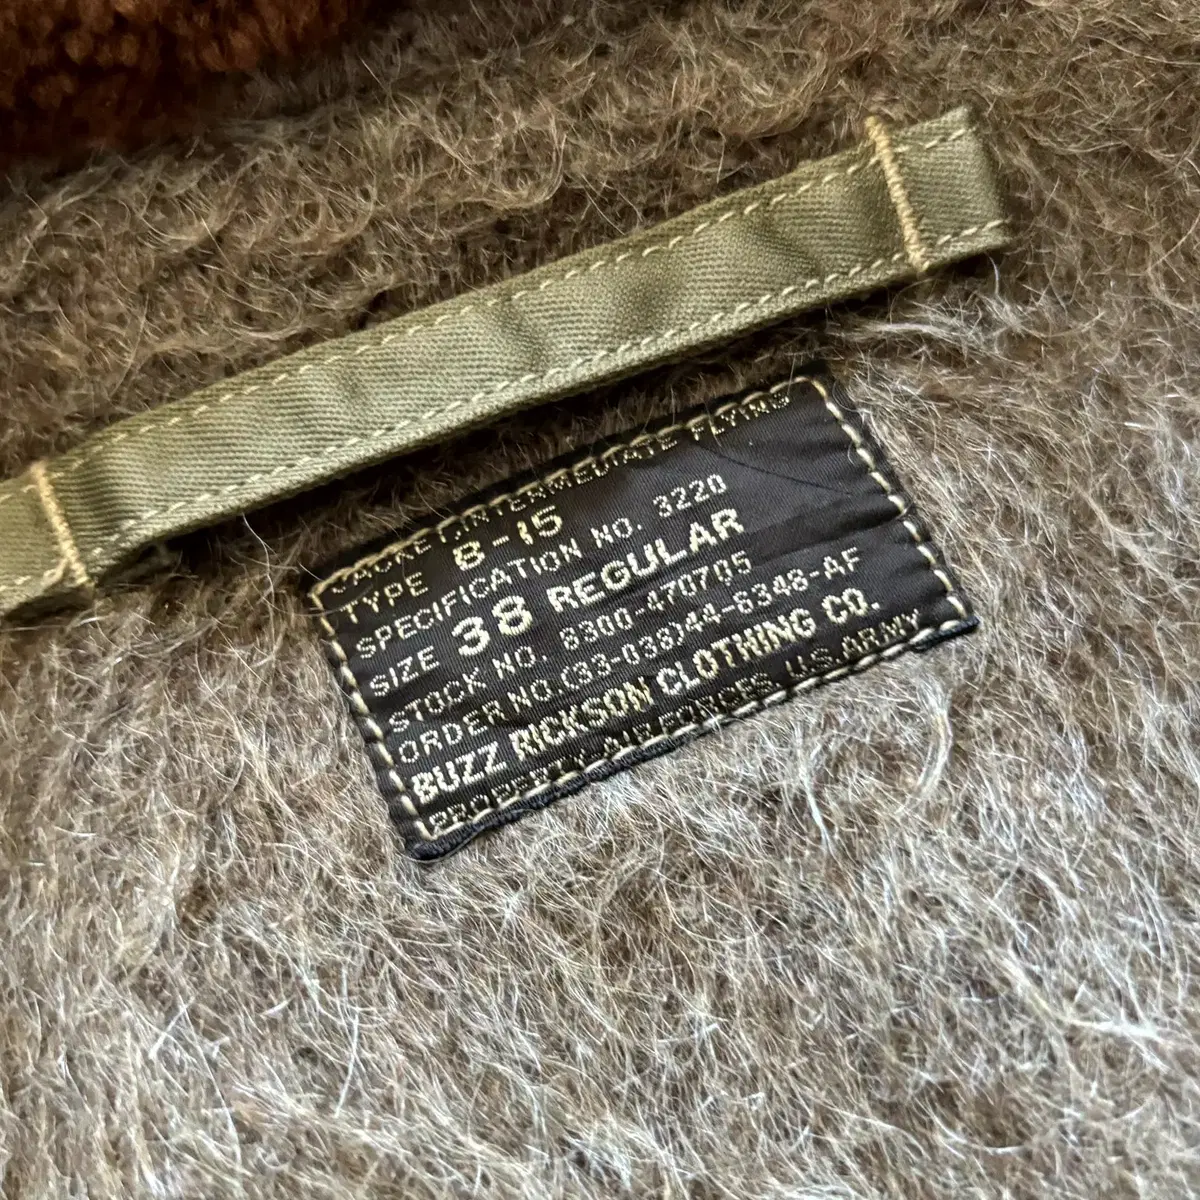 JACKET, INTERMEDIATE FLYING
TYPE B-15
SPECIFICATION NO. 3220
SIZE 38 REGULAR
STOCK NO. 8300-470705
ORDER NO.(33-038)44-6348-AF
BUZZ RICKSON CLOTHING CO.
PROPERTY AIR FORCES U.S.ARMY